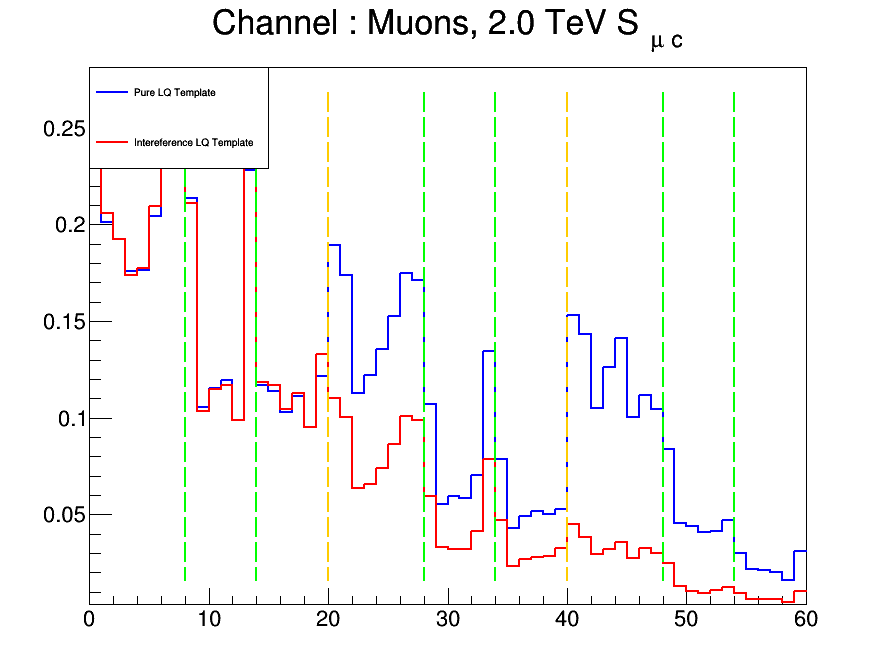 Channel : Muons, 2.0 TeV S μ c
Pure LQ Template
Intereference LQ Template
0.25
0.2
0.15
0.1
0.05
0 10 20 30 40 50 60